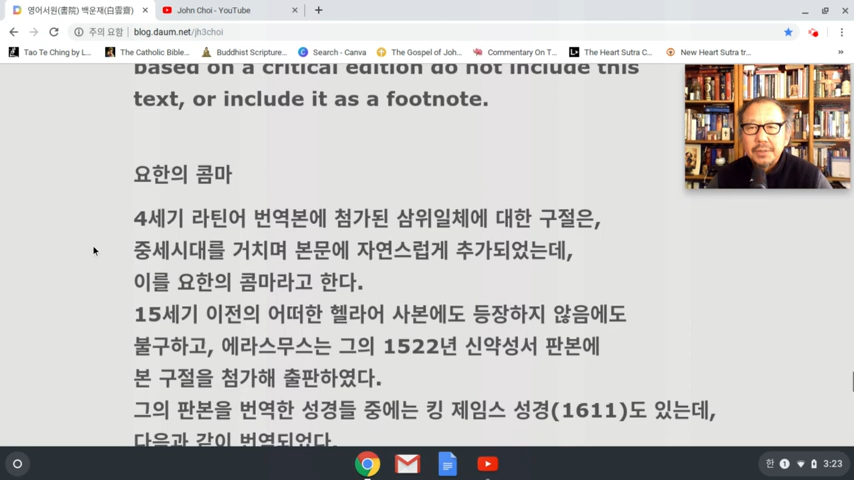 영어서원(書院) 백운재(白雲齋)
John Choi - YouTube
주의 요함
blog.daum.net/jh3choi
Tao Te Ching by L...
The Catholic Bible...
Buddhist Scripture...
Search - Canva
The Gospel of Joh...
Commentary On T...
The Heart Sutra C...
New Heart Sutra tr...
based on a critical edition do not include this
text, or include it as a footnote.
요한의 콤마
4세기 라틴어 번역본에 첨가된 삼위일체에 대한 구절은,
중세시대를 거치며 본문에 자연스럽게 추가되었는데,
이를 요한의 콤마라고 한다.
15세기 이전의 어떠한 헬라어 사본에도 등장하지 않음에도
불구하고, 에라스무스는 그의 1522년 신약성서 판본에
본 구절을 첨가해 출판하였다.
그의 판본을 번역한 성경들 중에는 킹 제임스 성경(1611)도 있는데,
다음과 같이 번역되었다.
한
1
3:23